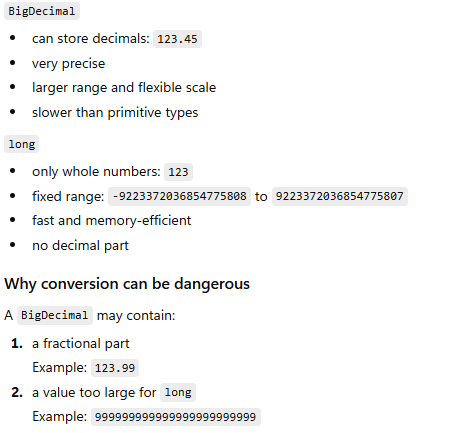 BigDecimal
• can store decimals: 123.45
• very precise
• larger range and flexible scale
• slower than primitive types
long
• only whole numbers: 123
• fixed range: -9223372036854775808 to 9223372036854775807
• fast and memory-efficient
• no decimal part
Why conversion can be dangerous
A BigDecimal may contain:
1. a fractional part
Example: 123.99
2. a value too large for long
Example: 999999999999999999999999